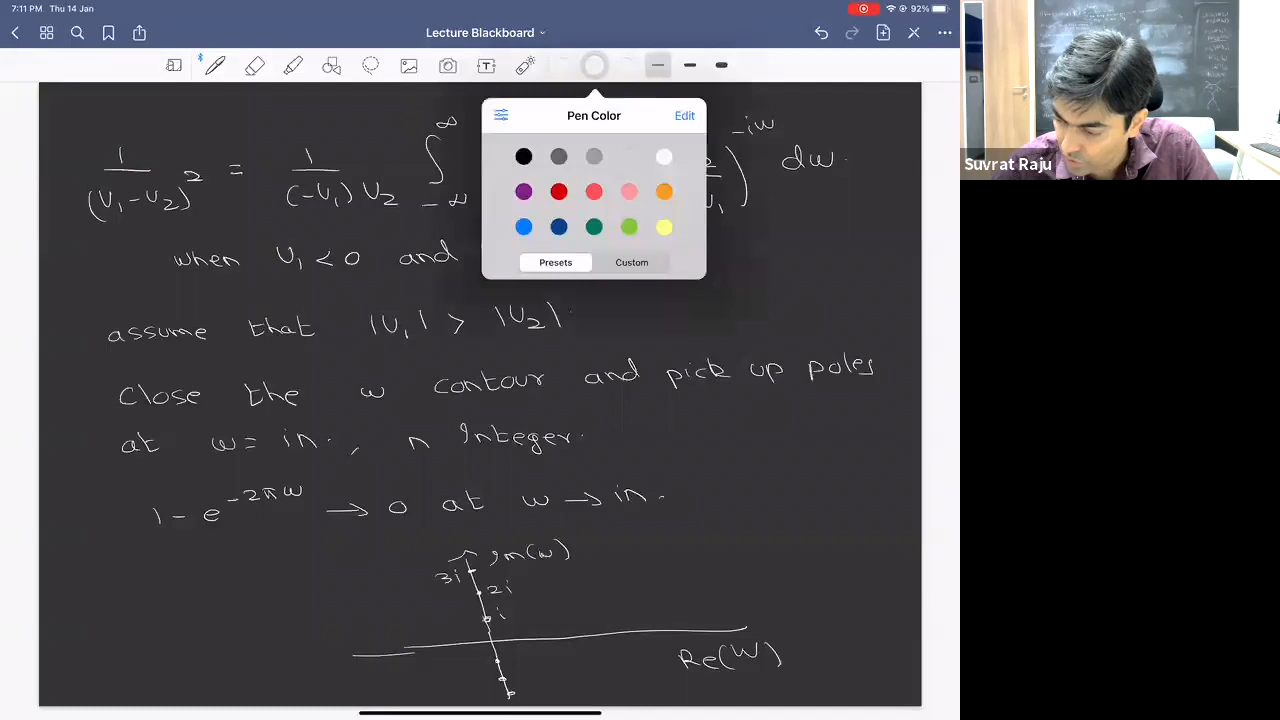 7:11 PM Thu 14 Jan
92%
Lecture Blackboard
Pen Color
Edit
Presets
Custom
Suvrat Raju
1/(U₁-U₂)² = 1/(-U₁)U₂ ∫_{-∞}^{∞} )^{-iω} dω.
when U₁ < 0 and
assume that |U₁| > |U₂|.
Close the ω contour and pick up poles
at ω = in., n Integer.
1 - e^{-2πω} → 0 at ω → in.
Im(ω)
3i
2i
i
Re(W)